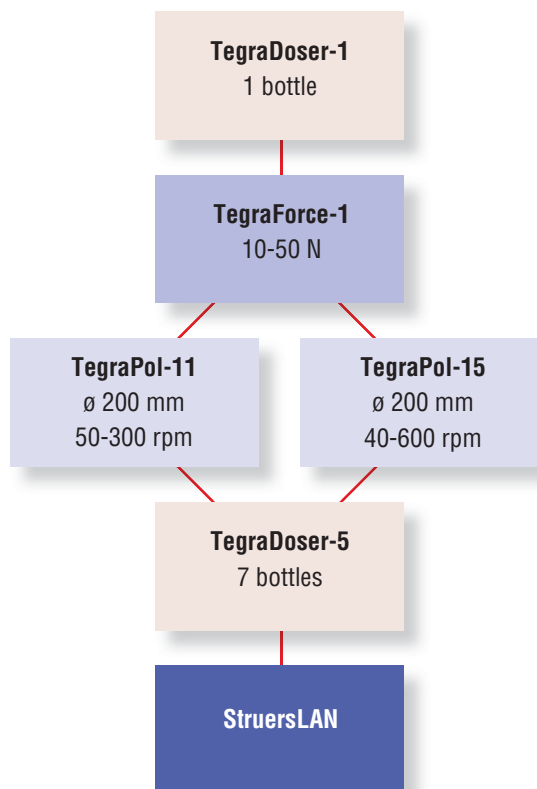 TegraDoser-1
1 bottle
TegraForce-1
10-50 N
TegraPol-11
ø 200 mm
50-300 rpm
TegraPol-15
ø 200 mm
40-600 rpm
TegraDoser-5
7 bottles
StruersLAN